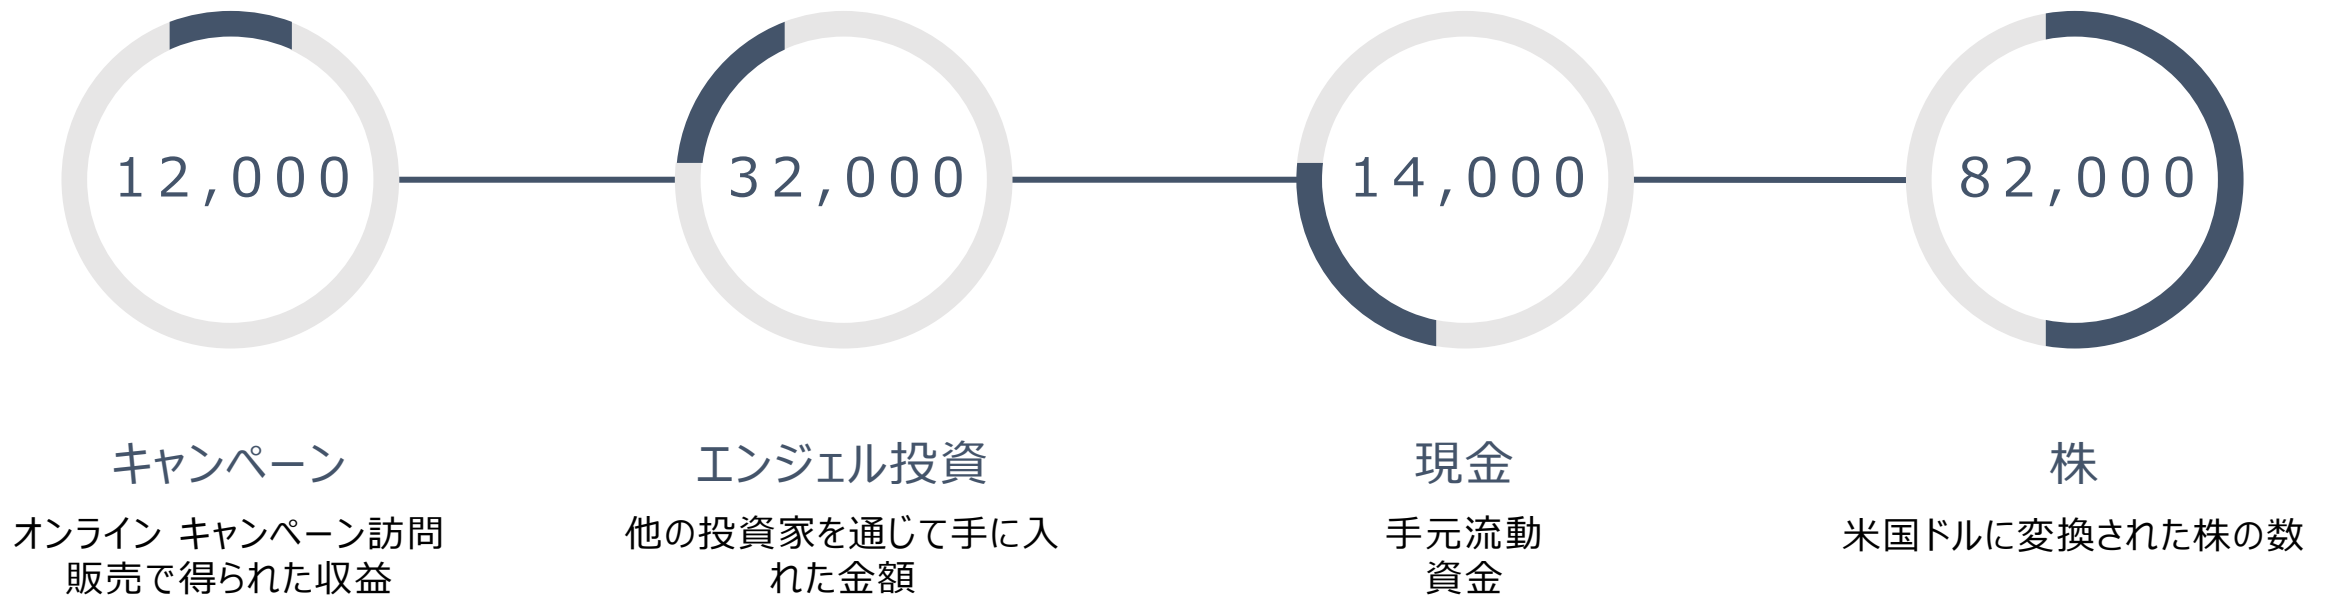 12,000
32,000
14,000
82,000
キャンペーン
オンライン キャンペーン訪問
販売で得られた収益
エンジェル投資
他の投資家を通じて手に入
れた金額
現金
手元流動
資金
株
米国ドルに変換された株の数